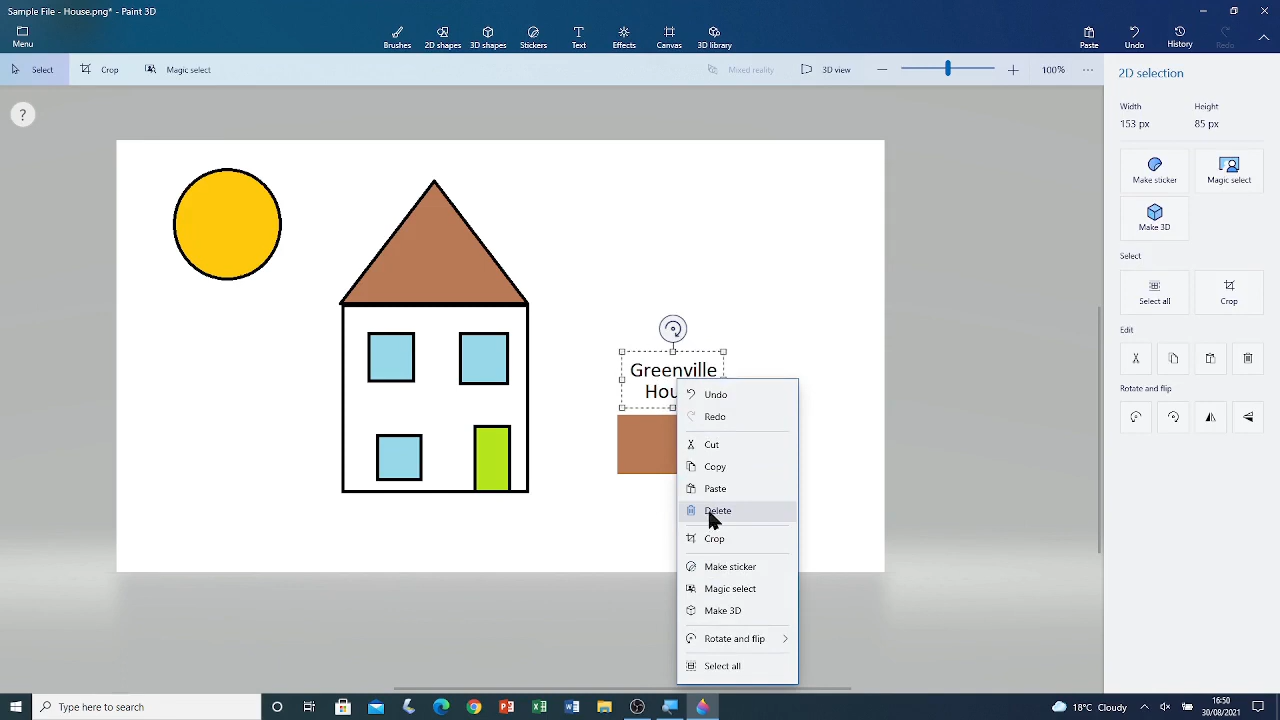 Sample File - House.png* - Paint 3D
Menu
Brushes
2D shapes
3D shapes
Stickers
Text
Effects
Canvas
3D library
Paste
Undo
History
Redo
Select
Crop
Magic select
Mixed reality
3D view
100%
?
2D selection
Width
Height
153 px
85 px
Make sticker
Magic select
Make 3D
Select
Select all
Crop
Edit
Rotate and flip
Greenville
Hou
Undo
Redo
Cut
Copy
Paste
Delete
Crop
Make sticker
Magic select
Make 3D
Rotate and flip
Select all
Type here to search
18°C Cloudy
16:50
30/08/2021